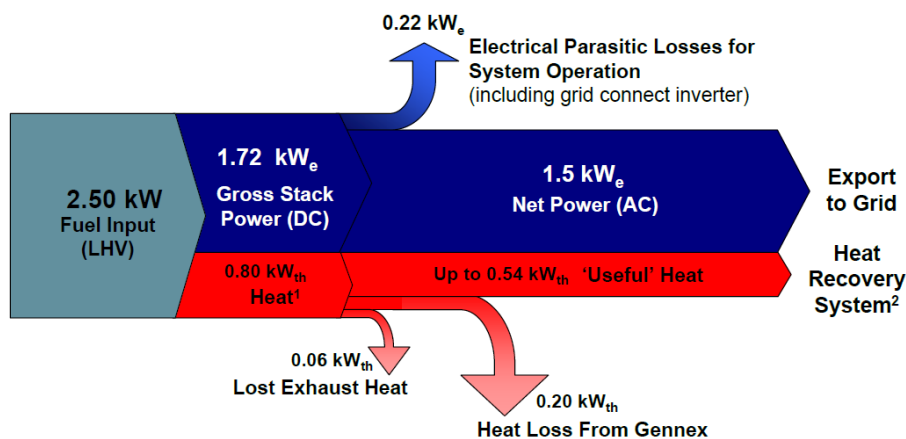 0.22 kWe
Electrical Parasitic Losses for
System Operation
(including grid connect inverter)
2.50 kW
Fuel Input
(LHV)
1.72 kWe
Gross Stack
Power (DC)
1.5 kWe
Net Power (AC)
Export
to Grid
0.80 kWth
Heat¹
Up to 0.54 kWth 'Useful' Heat
Heat
Recovery
System²
0.06 kWth
Lost Exhaust Heat
0.20 kWth
Heat Loss From Gennex